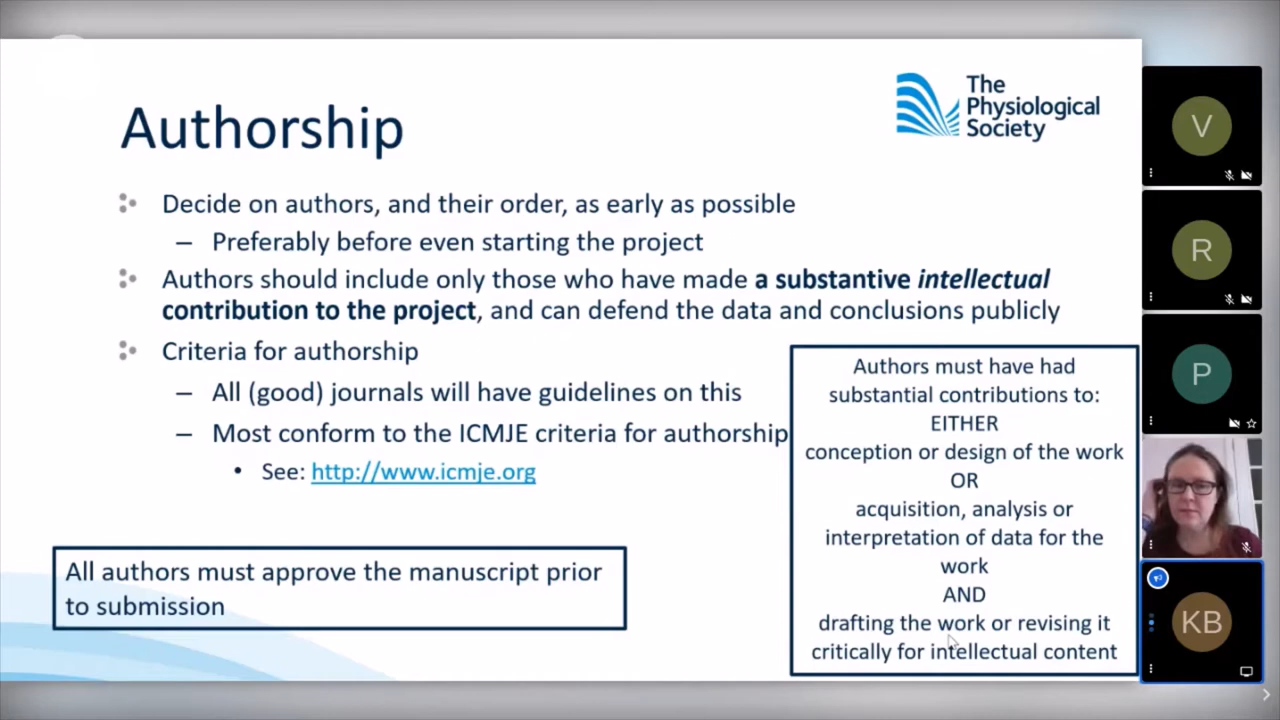 The
Physiological
Society
Authorship
Decide on authors, and their order, as early as possible
– Preferably before even starting the project
Authors should include only those who have made a substantive intellectual
contribution to the project, and can defend the data and conclusions publicly
Criteria for authorship
– All (good) journals will have guidelines on this
– Most conform to the ICMJE criteria for authorship
• See: http://www.icmje.org
All authors must approve the manuscript prior
to submission
Authors must have had
substantial contributions to:
EITHER
conception or design of the work
OR
acquisition, analysis or
interpretation of data for the
work
AND
drafting the work or revising it
critically for intellectual content
V
R
P
KB